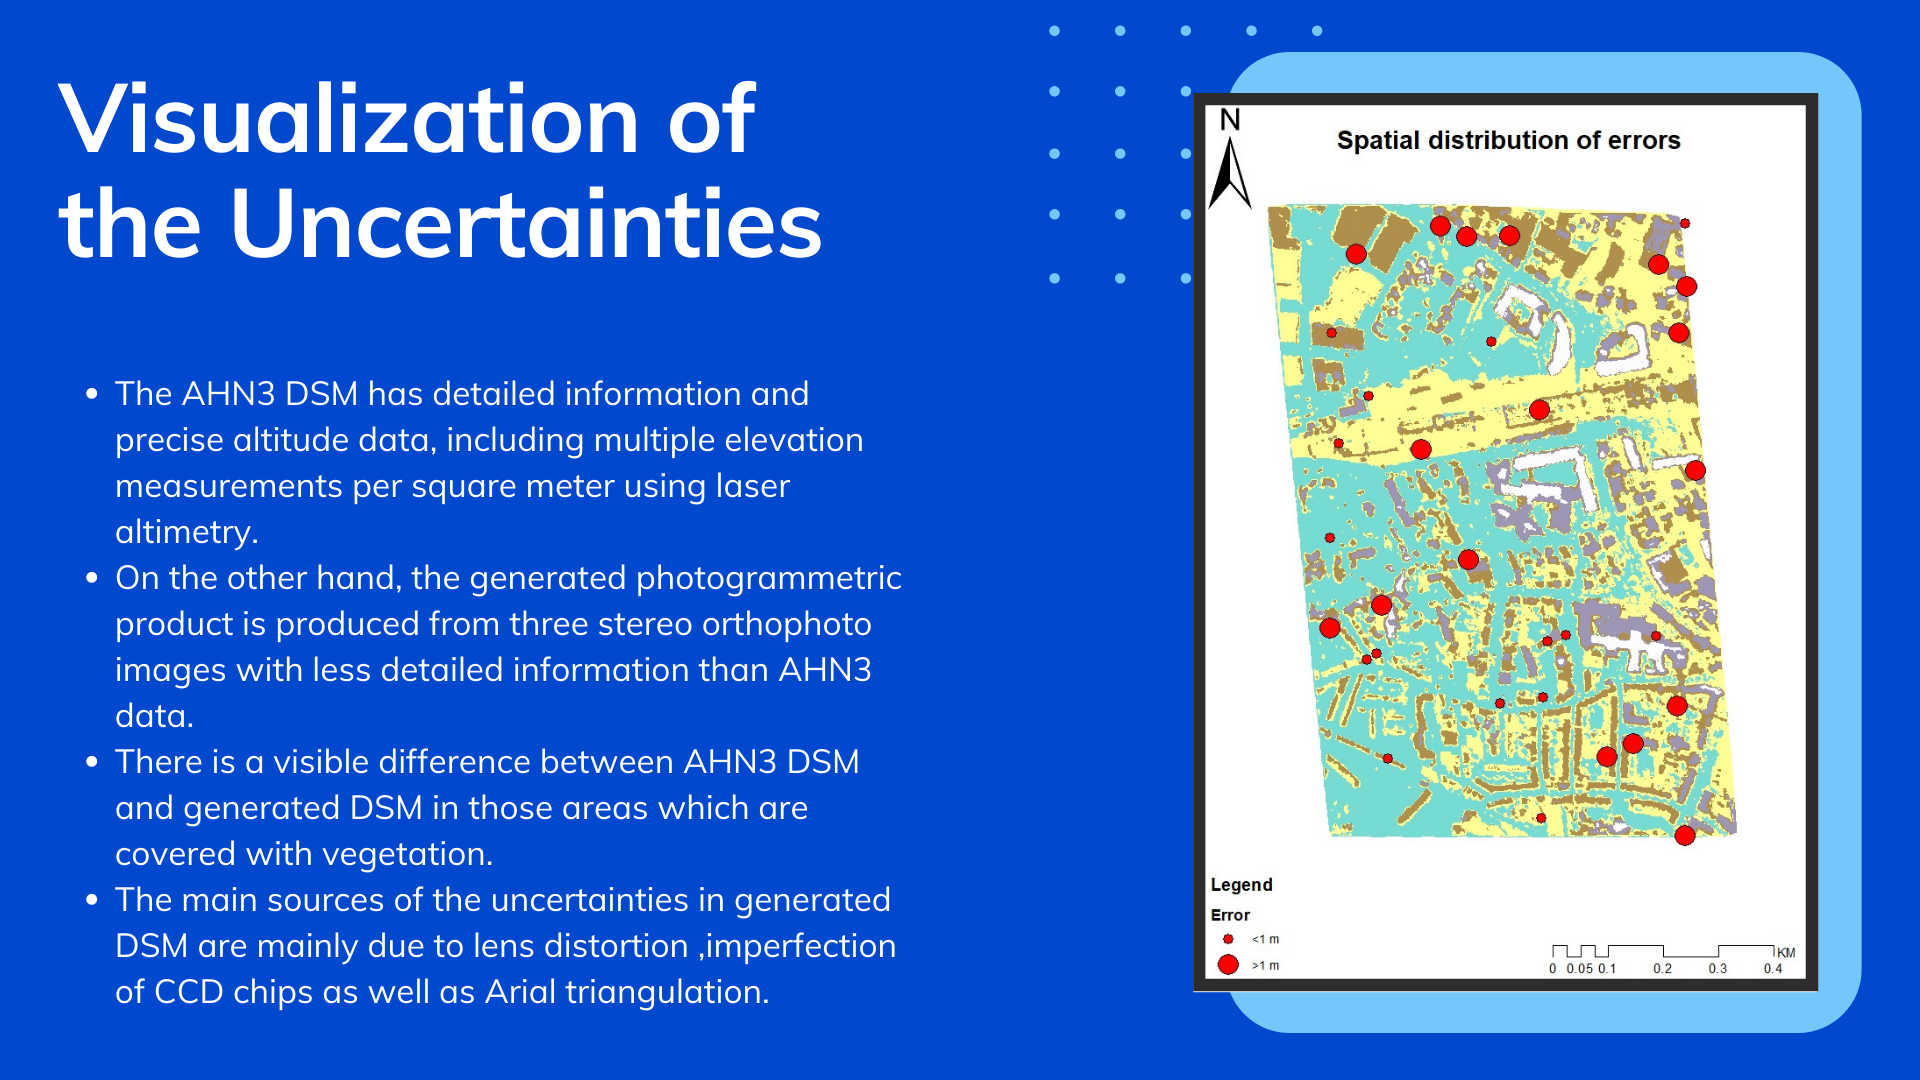 Visualization of
the Uncertainties
• The AHN3 DSM has detailed information and
precise altitude data, including multiple elevation
measurements per square meter using laser
altimetry.
• On the other hand, the generated photogrammetric
product is produced from three stereo orthophoto
images with less detailed information than AHN3
data.
• There is a visible difference between AHN3 DSM
and generated DSM in those areas which are
covered with vegetation.
• The main sources of the uncertainties in generated
DSM are mainly due to lens distortion ,imperfection
of CCD chips as well as Arial triangulation.
N
Spatial distribution of errors
Legend
Error
<1 m
>1 m
KM
0 0.05 0.1 0.2 0.3 0.4